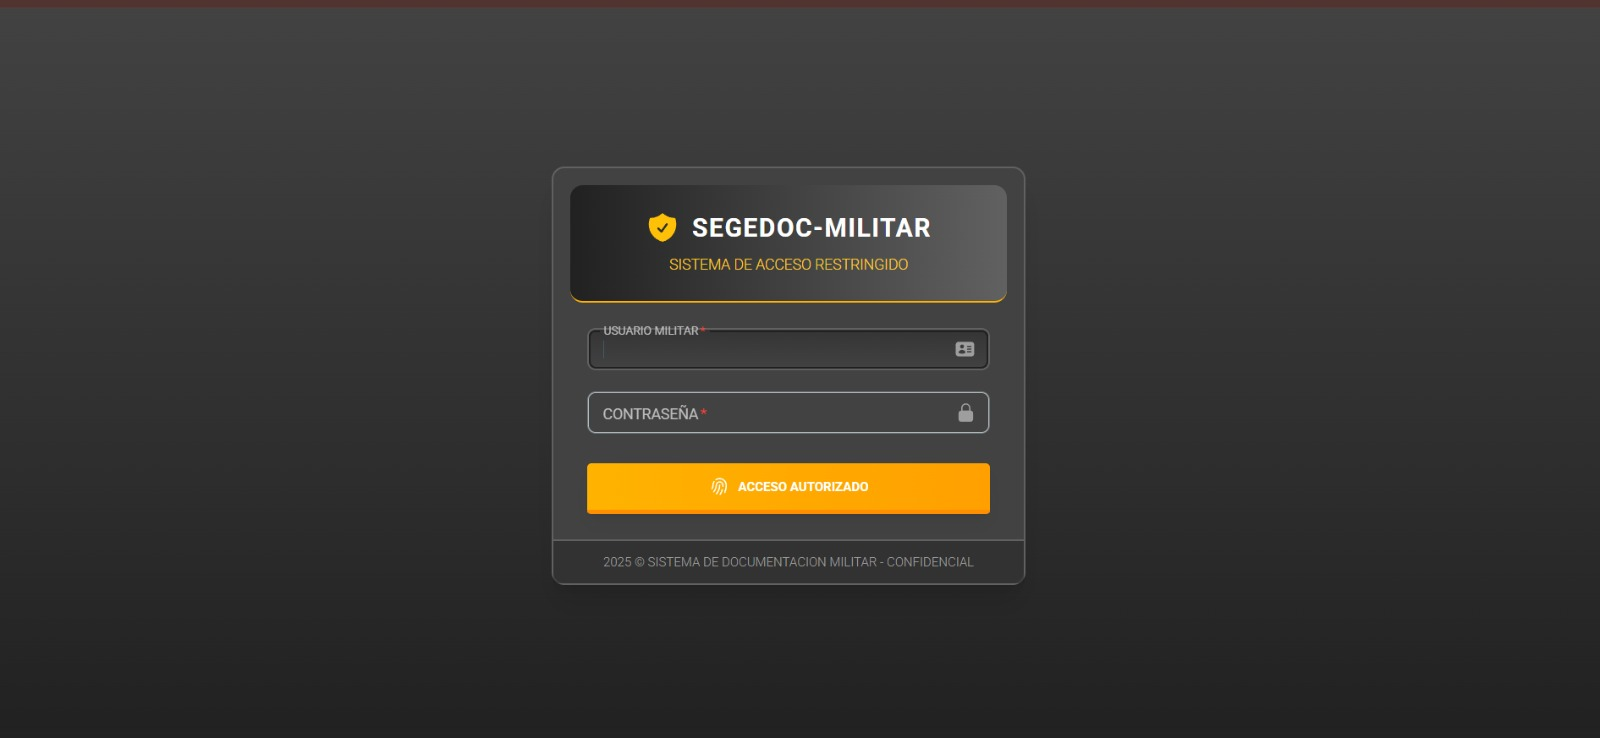 SEGEDOC-MILITAR
SISTEMA DE ACCESO RESTRINGIDO
USUARIO MILITAR*
CONTRASEÑA*
ACCESO AUTORIZADO
2025 © SISTEMA DE DOCUMENTACION MILITAR - CONFIDENCIAL